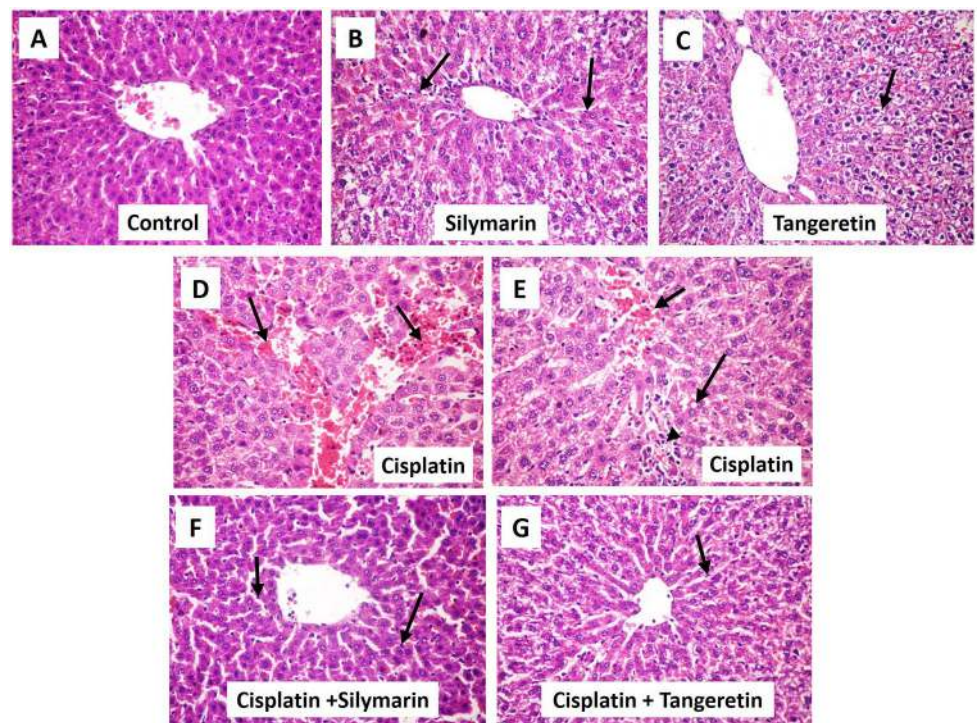 A
B
C
Control
Silymarin
Tangeretin
D
E
Cisplatin
Cisplatin
F
G
Cisplatin +Silymarin
Cisplatin + Tangeretin